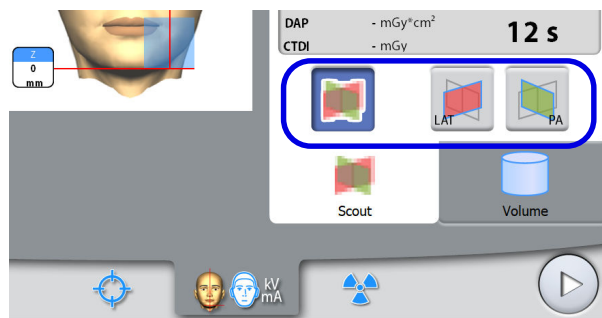 DAP - mGy*cm²
CTDI - mGy
12 s
Z
0
mm
LAT
PA
Scout
Volume
kV
mA